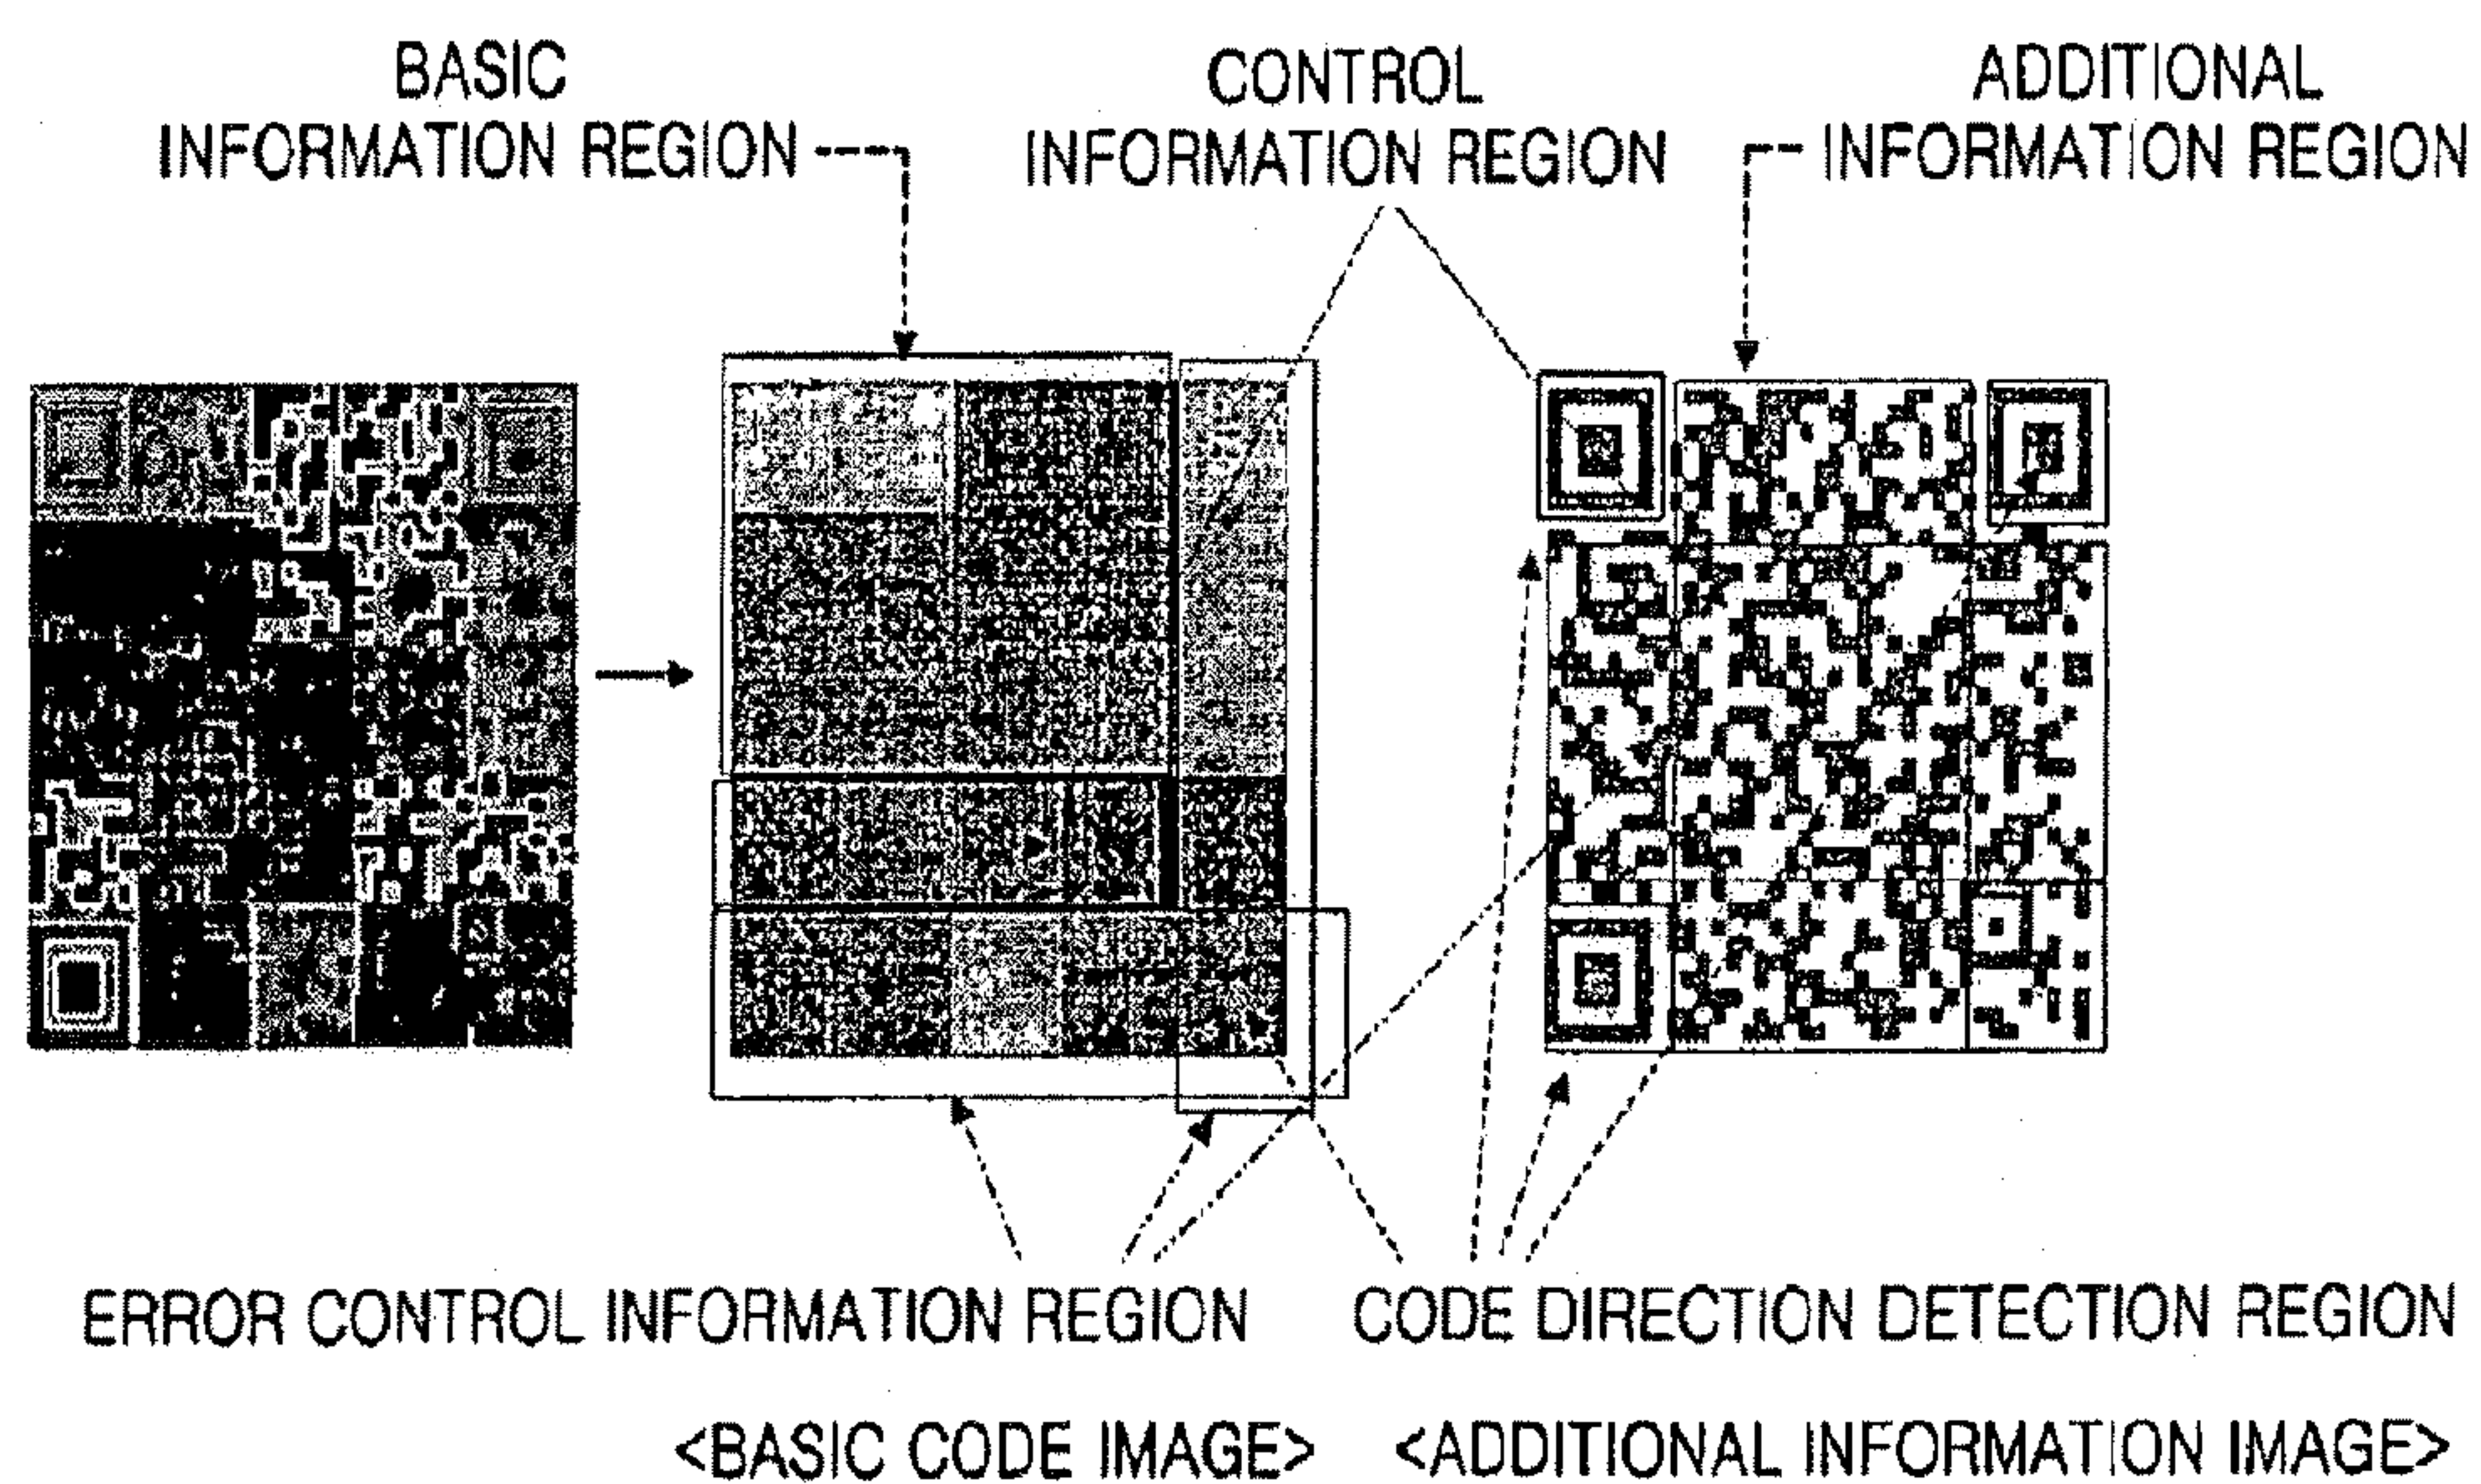 BASIC
INFORMATION REGION
CONTROL
INFORMATION REGION
ADDITIONAL
INFORMATION REGION
ERROR CONTROL INFORMATION REGION
CODE DIRECTION DETECTION REGION
<BASIC CODE IMAGE>
<ADDITIONAL INFORMATION IMAGE>